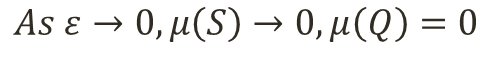 As ε → 0, μ(S) → 0, μ(Q) = 0